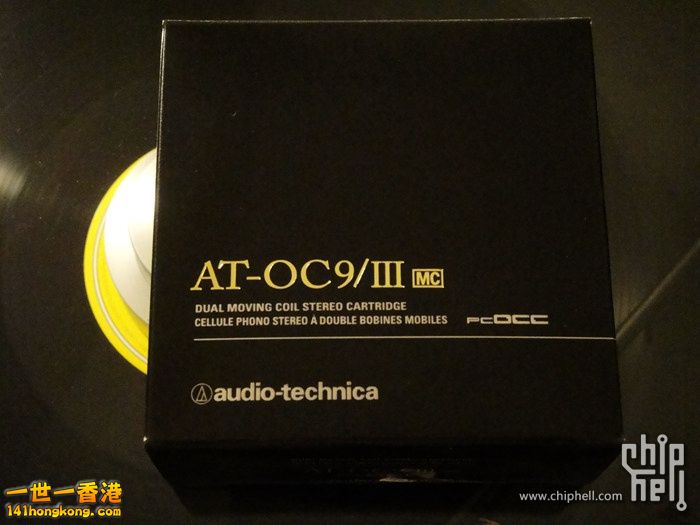 AT-OC9/III MC
DUAL MOVING COIL STEREO CARTRIDGE
CELLULE PHONO STEREO À DOUBLE BOBINES MOBILES PCOCC
audio-technica
chip
hell
www.chiphell.com
一世一香港
141hongkong.com